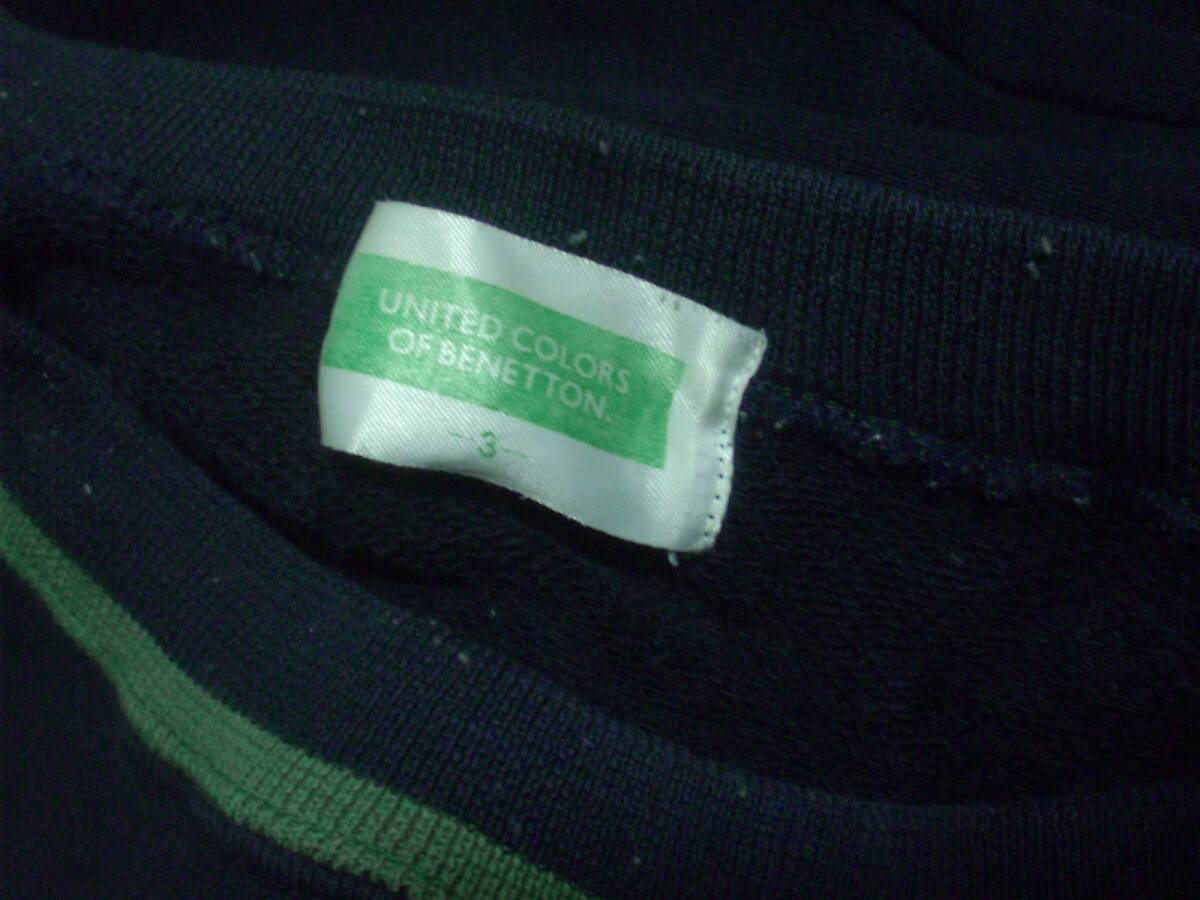 UNITED COLORS
OF BENETTON.
-3-